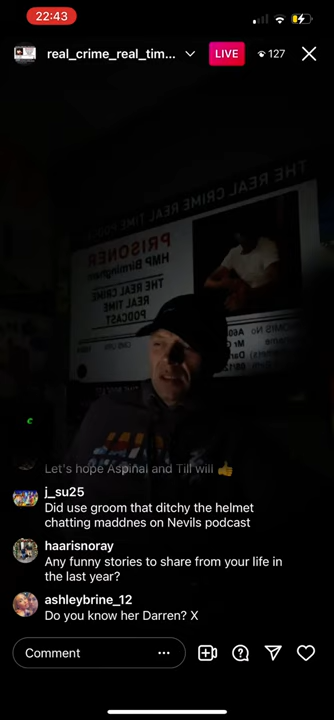 22:43
real_crime_real_tim...
LIVE
127
THE REAL CRIME REAL TIME
PRISONER
HMP Birmingham
THE REAL CRIME
REAL TIME
PODCAST
NOMIS No
Let's hope Aspinal and Till will 👍
j_su25
Did use groom that ditchy the helmet
chatting maddnes on Nevils podcast
haarisnoray
Any funny stories to share from your life in
the last year?
ashleybrine_12
Do you know her Darren? X
Comment